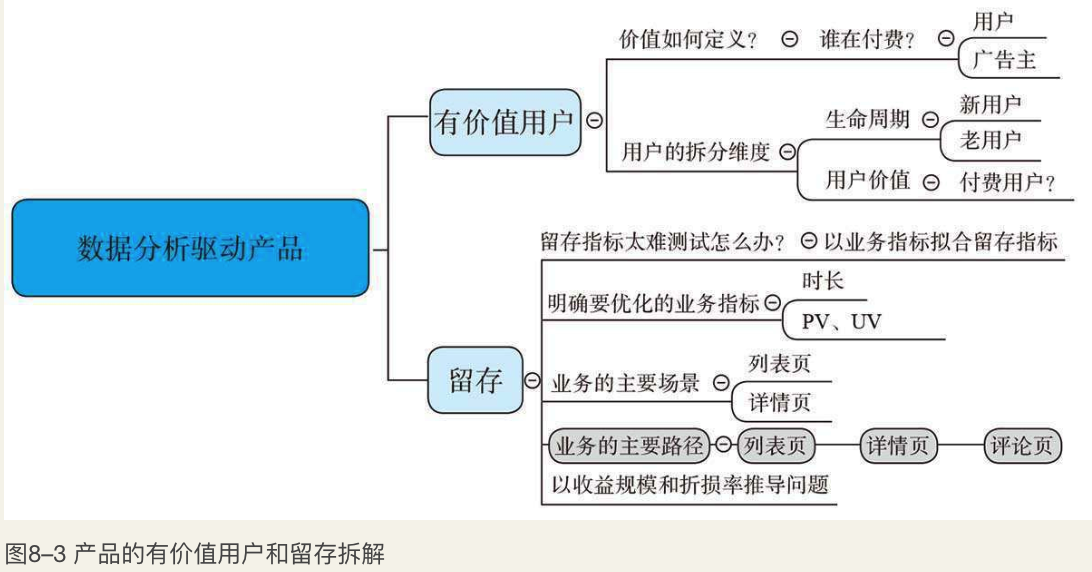 数据分析驱动产品
有价值用户
价值如何定义？
谁在付费？
用户
广告主
用户的拆分维度
生命周期
新用户
老用户
用户价值
付费用户？
留存
留存指标太难测试怎么办？
以业务指标拟合留存指标
明确要优化的业务指标
时长
PV、UV
业务的主要场景
列表页
详情页
业务的主要路径
列表页
详情页
评论页
以收益规模和折损率推导问题
图8–3 产品的有价值用户和留存拆解